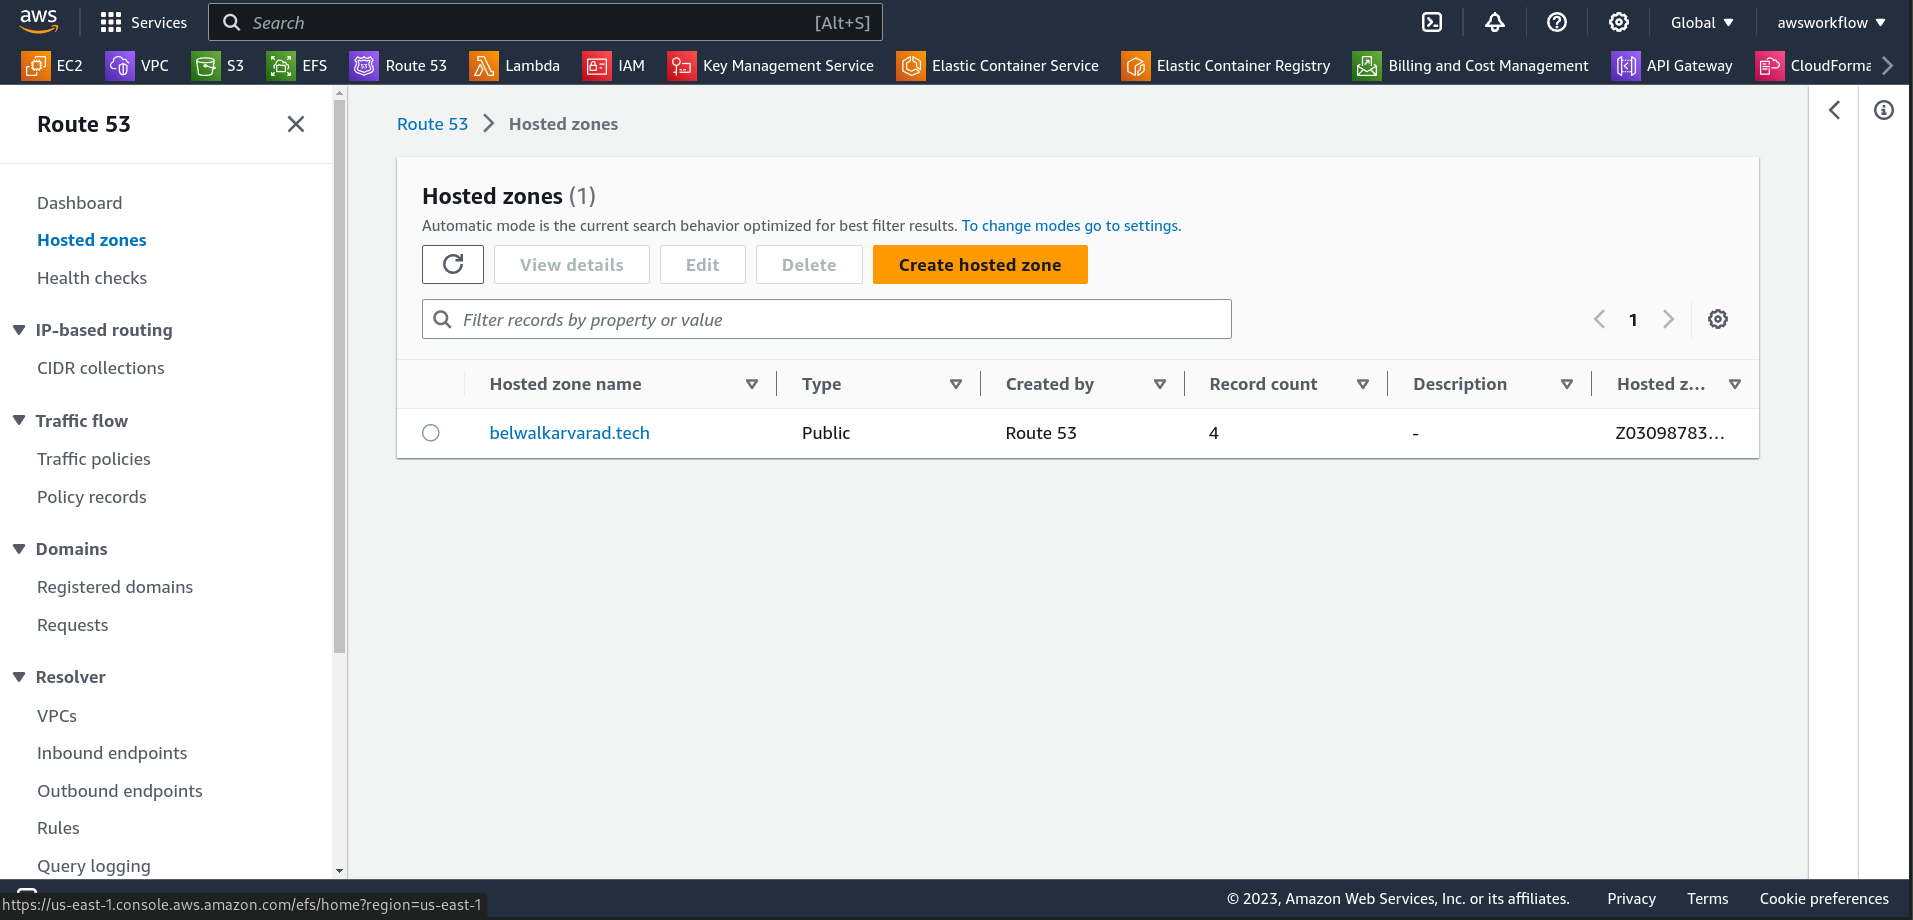 aws Services Search [Alt+S] Global awsworkflow
EC2 VPC S3 EFS Route 53 Lambda IAM Key Management Service Elastic Container Service Elastic Container Registry Billing and Cost Management API Gateway CloudForma
Route 53
Dashboard
Hosted zones
Health checks
IP-based routing
CIDR collections
Traffic flow
Traffic policies
Policy records
Domains
Registered domains
Requests
Resolver
VPCs
Inbound endpoints
Outbound endpoints
Rules
Query logging
Route 53 Hosted zones
Hosted zones (1)
Automatic mode is the current search behavior optimized for best filter results. To change modes go to settings.
View details Edit Delete Create hosted zone
Filter records by property or value 1
Hosted zone name Type Created by Record count Description Hosted z...
belwalkarvarad.tech Public Route 53 4 - Z03098783...
© 2023, Amazon Web Services, Inc. or its affiliates. Privacy Terms Cookie preferences
https://us-east-1.console.aws.amazon.com/efs/home?region=us-east-1